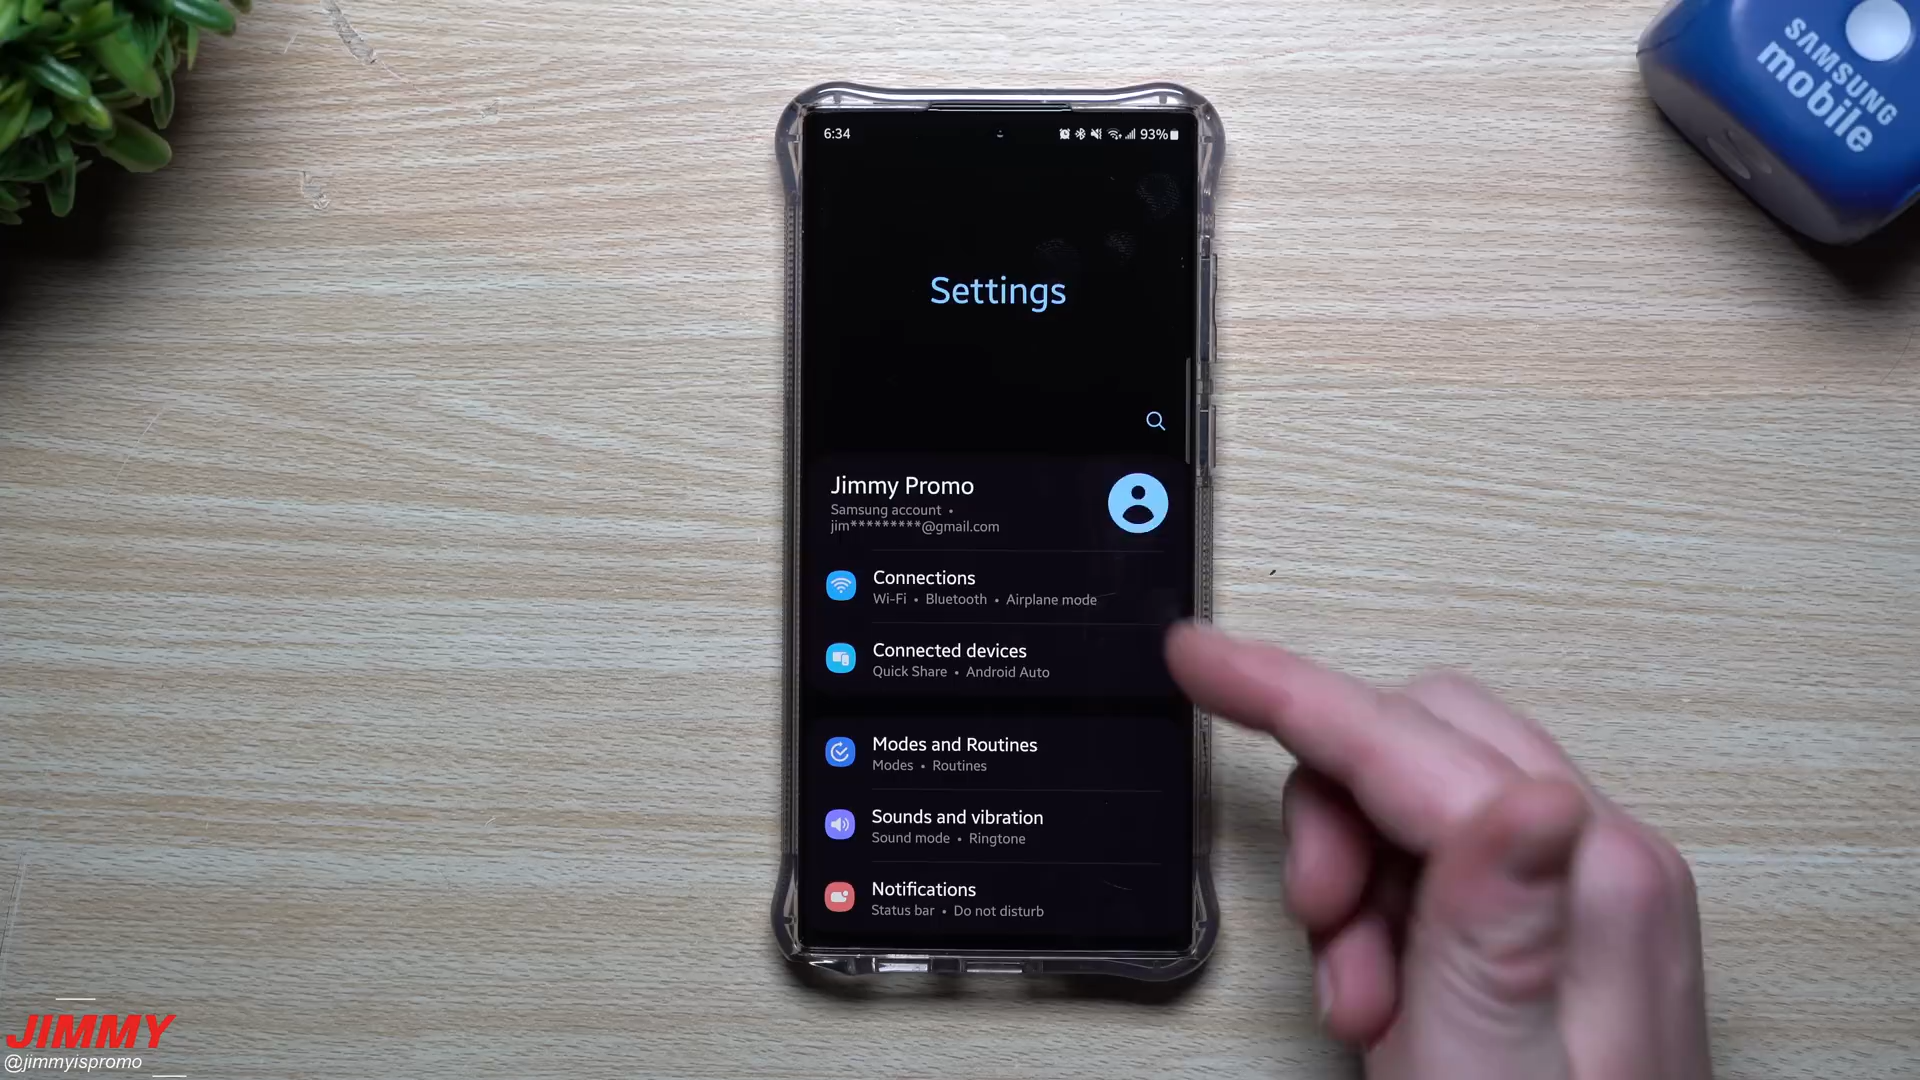 SAMSUNG
mobile
6:34
93%
Settings
Jimmy Promo
Samsung account •
jim*********@gmail.com
Connections
Wi-Fi • Bluetooth • Airplane mode
Connected devices
Quick Share • Android Auto
Modes and Routines
Modes • Routines
Sounds and vibration
Sound mode • Ringtone
Notifications
Status bar • Do not disturb
JIMMY
@jimmyispromo